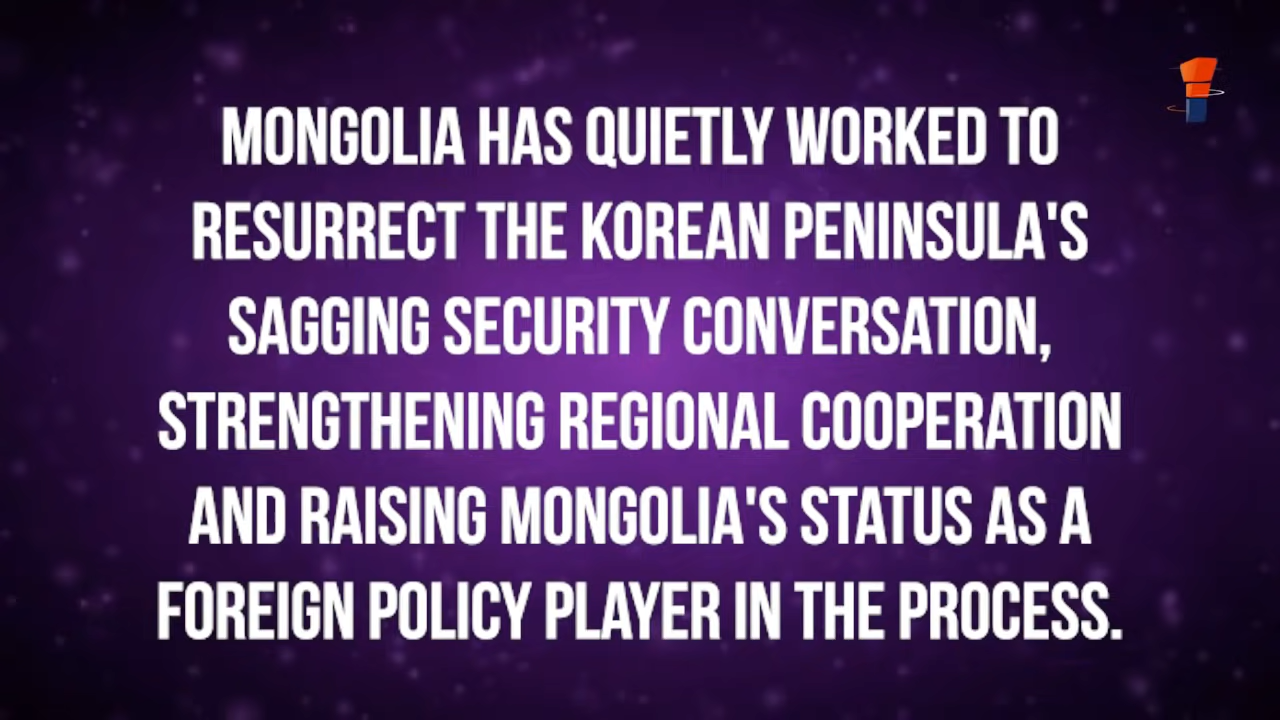 MONGOLIA HAS QUIETLY WORKED TO
RESURRECT THE KOREAN PENINSULA'S
SAGGING SECURITY CONVERSATION,
STRENGTHENING REGIONAL COOPERATION
AND RAISING MONGOLIA'S STATUS AS A
FOREIGN POLICY PLAYER IN THE PROCESS.